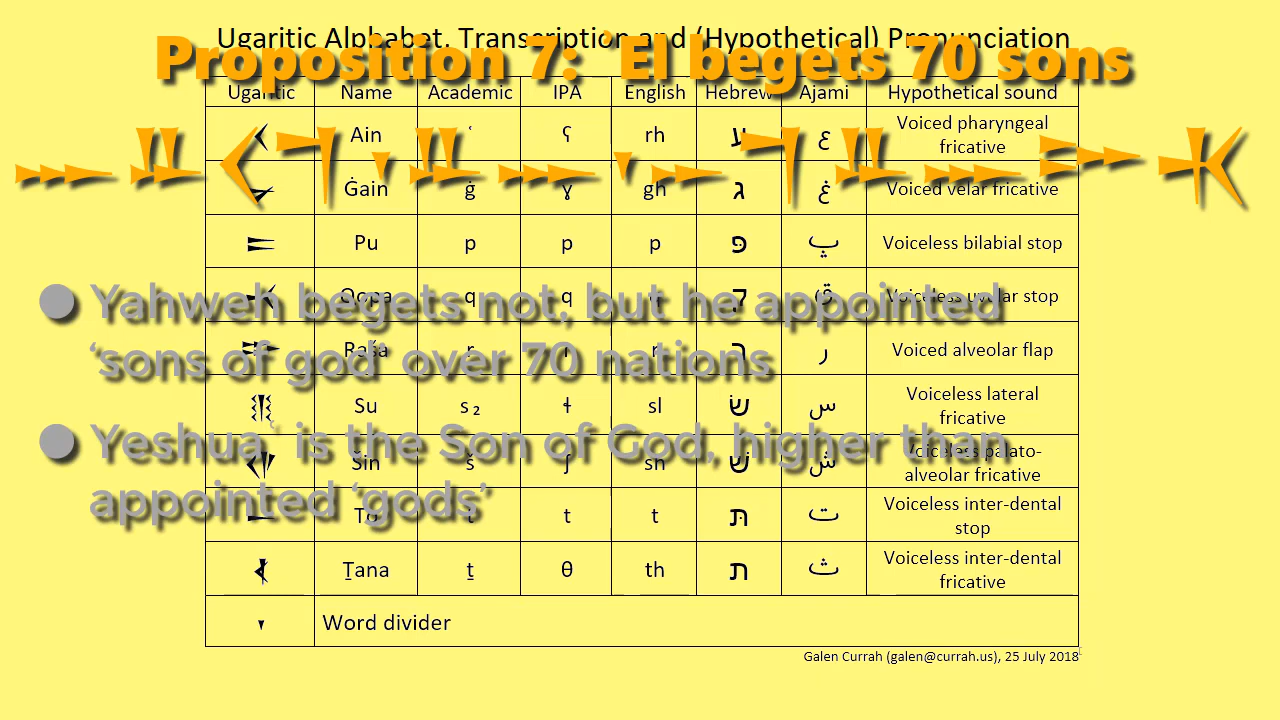 Ugaritic Alphabet, Transcription and (Hypothetical) Pronunciation
Proposition 7: ʾEl begets 70 sons
Ugaritic Name Academic IPA English Hebrew Ajami Hypothetical sound
𐎓 Ain ʿ ʕ rh ע ع Voiced pharyngeal
fricative
𐎙 Ġain ġ ɣ gh ג غ Voiced velar fricative
𐎔 Pu p p p פּ پ Voiceless bilabial stop
𐎖 Qopa q q ק ق Voiceless uvular stop
𐎗 Raša r r ר ر Voiced alveolar flap
𐎝 Su s₂ ɬ sl שׂ س Voiceless lateral
fricative
Šin š ʃ sh שׁ ش Voiceless palato-
alveolar fricative
𐎚 To t t t תּ ت Voiceless inter-dental
stop
𐎘 Ṯana ṯ θ th ת ث Voiceless inter-dental
fricative
𐎟 Word divider
Galen Currah (galen@currah.us), 25 July 2018
● Yahweh begets not, but he appointed
‘sons of god’ over 70 nations
● Yeshuaʿ is the Son of God, higher than
appointed ‘gods’